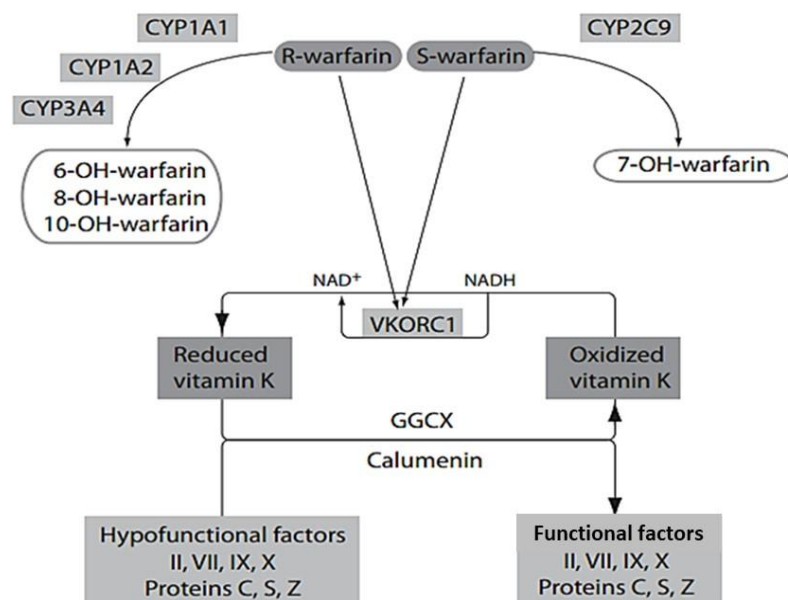 CYP1A1
CYP2C9
R-warfarin
S-warfarin
CYP1A2
CYP3A4
6-OH-warfarin
8-OH-warfarin
10-OH-warfarin
7-OH-warfarin
NAD⁺
NADH
VKORC1
Reduced
vitamin K
Oxidized
vitamin K
GGCX
Calumenin
Hypofunctional factors
II, VII, IX, X
Proteins C, S, Z
Functional factors
II, VII, IX, X
Proteins C, S, Z